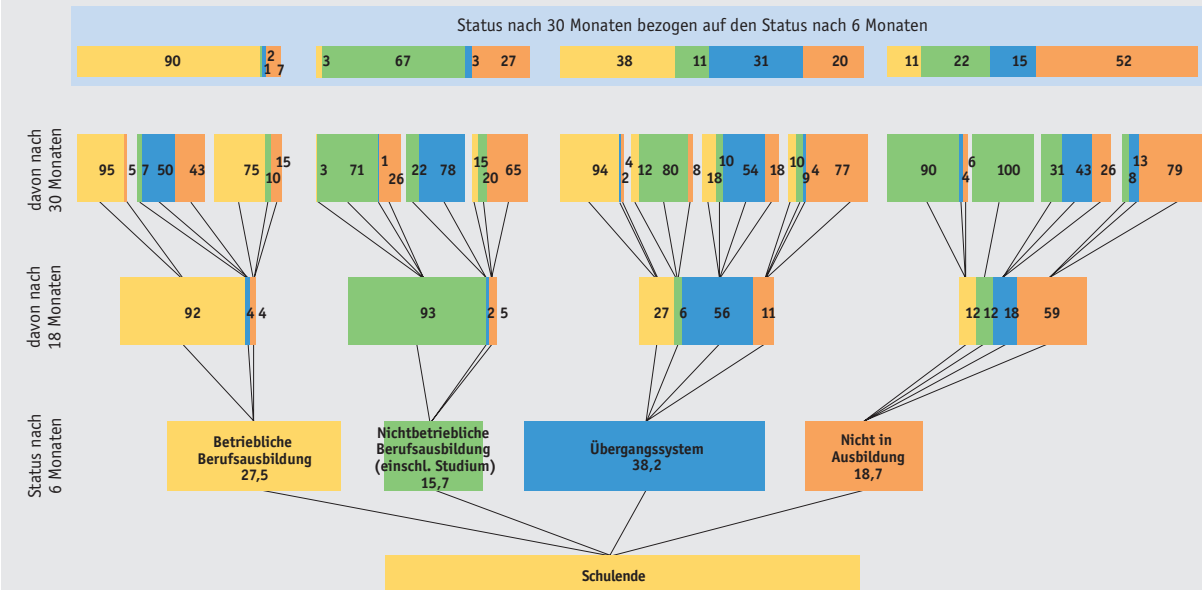 Status nach 30 Monaten bezogen auf den Status nach 6 Monaten
90 1 2 7
3 67 3 27
38 11 31 20
11 22 15 52
davon nach
30 Monaten
95 5 7 50 43 75 10 15
3 71 1 26 22 78 15 20 65
94 2 4 12 80 8 18 10 54 18 10 9 4 77
90 4 6 100 31 43 26 8 13 79
davon nach
18 Monaten
92 4 4
93 2 5
27 6 56 11
12 12 18 59
Status nach
6 Monaten
Betriebliche
Berufsausbildung
27,5
Nichtbetriebliche
Berufsausbildung
(einschl. Studium)
15,7
Übergangssystem
38,2
Nicht in
Ausbildung
18,7
Schulende